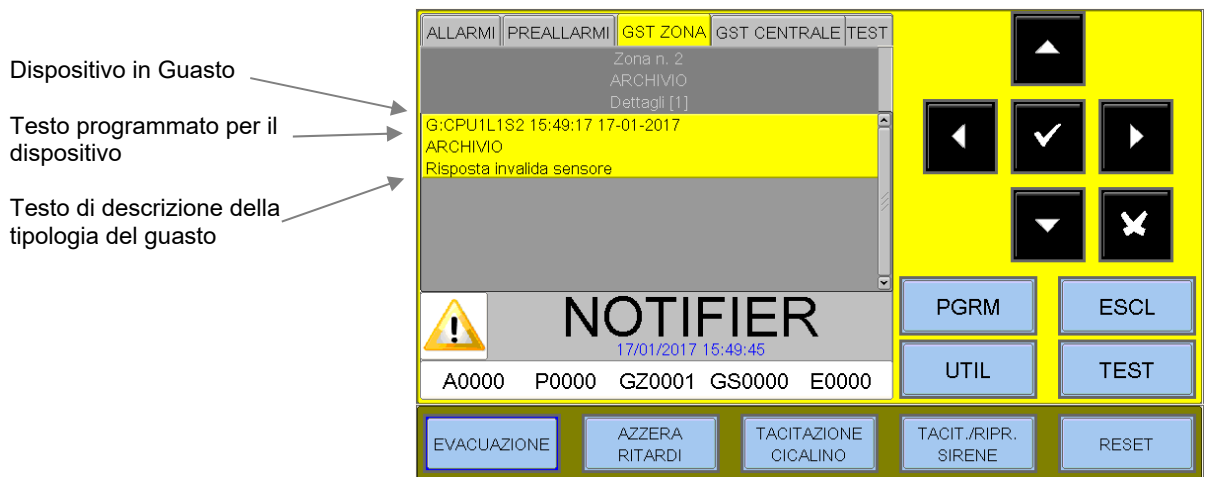 Dispositivo in Guasto
Testo programmato per il
dispositivo
Testo di descrizione della
tipologia del guasto
ALLARMI PREALLARMI GST ZONA GST CENTRALE TEST
Zona n. 2
ARCHIVIO
Dettagli [1]
G:CPU1L1S2 15:49:17 17-01-2017
ARCHIVIO
Risposta invalida sensore
NOTIFIER
17/01/2017 15:49:45
A0000 P0000 GZ0001 GS0000 E0000
PGRM ESCL
UTIL TEST
EVACUAZIONE
AZZERA
RITARDI
TACITAZIONE
CICALINO
TACIT./RIPR.
SIRENE
RESET